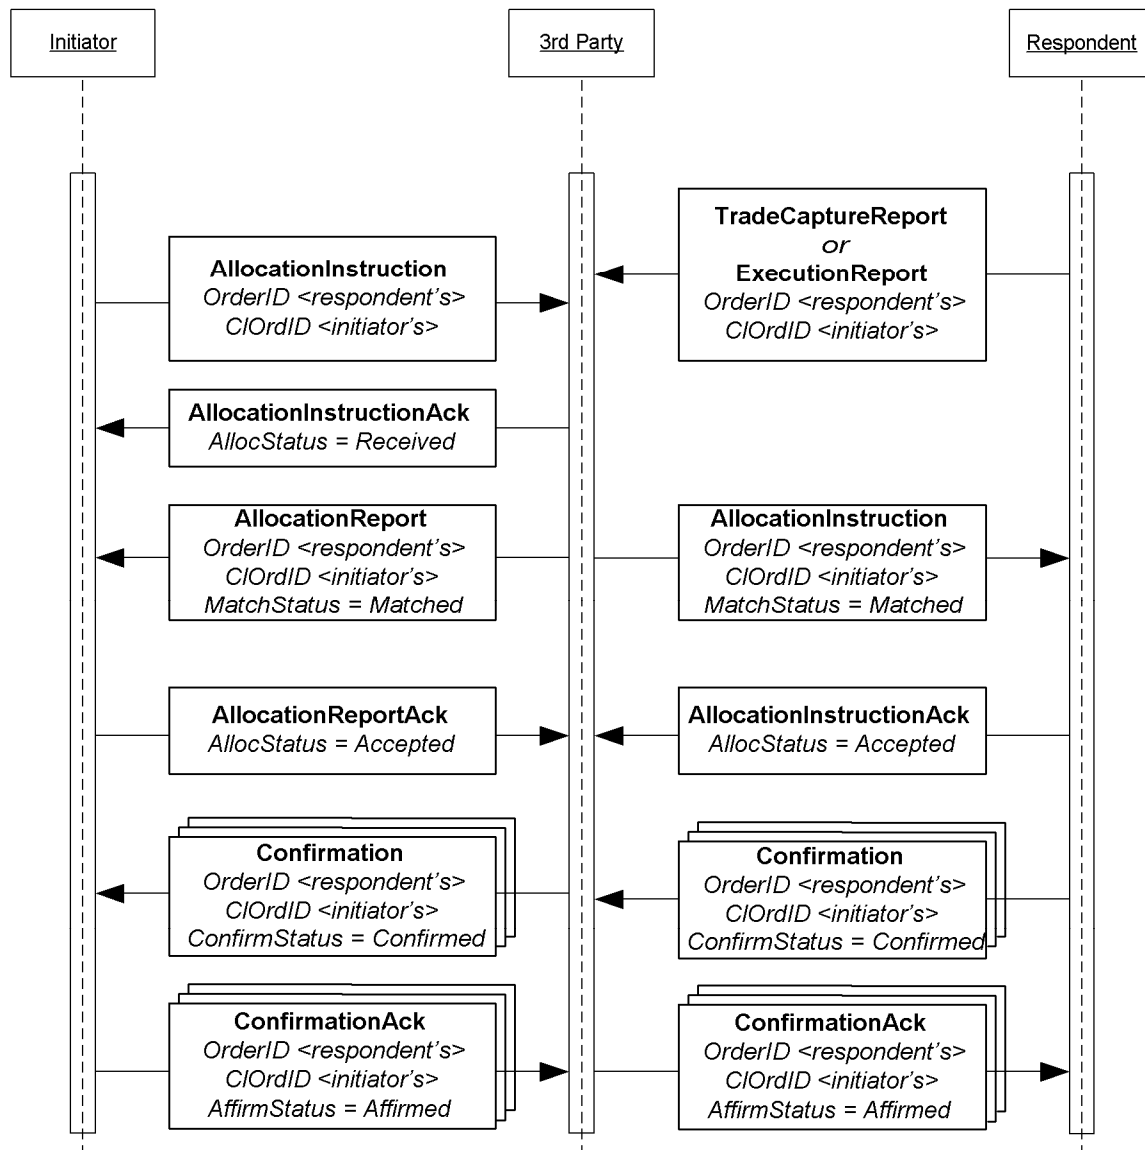 Initiator
3rd Party
Respondent
TradeCaptureReport
or
ExecutionReport
OrderID <respondent's>
ClOrdID <initiator's>
AllocationInstruction
OrderID <respondent's>
ClOrdID <initiator's>
AllocationInstructionAck
AllocStatus = Received
AllocationReport
OrderID <respondent's>
ClOrdID <initiator's>
MatchStatus = Matched
AllocationInstruction
OrderID <respondent's>
ClOrdID <initiator's>
MatchStatus = Matched
AllocationReportAck
AllocStatus = Accepted
AllocationInstructionAck
AllocStatus = Accepted
Confirmation
OrderID <respondent's>
ClOrdID <initiator's>
ConfirmStatus = Confirmed
Confirmation
OrderID <respondent's>
ClOrdID <initiator's>
ConfirmStatus = Confirmed
ConfirmationAck
OrderID <respondent's>
ClOrdID <initiator's>
AffirmStatus = Affirmed
ConfirmationAck
OrderID <respondent's>
ClOrdID <initiator's>
AffirmStatus = Affirmed